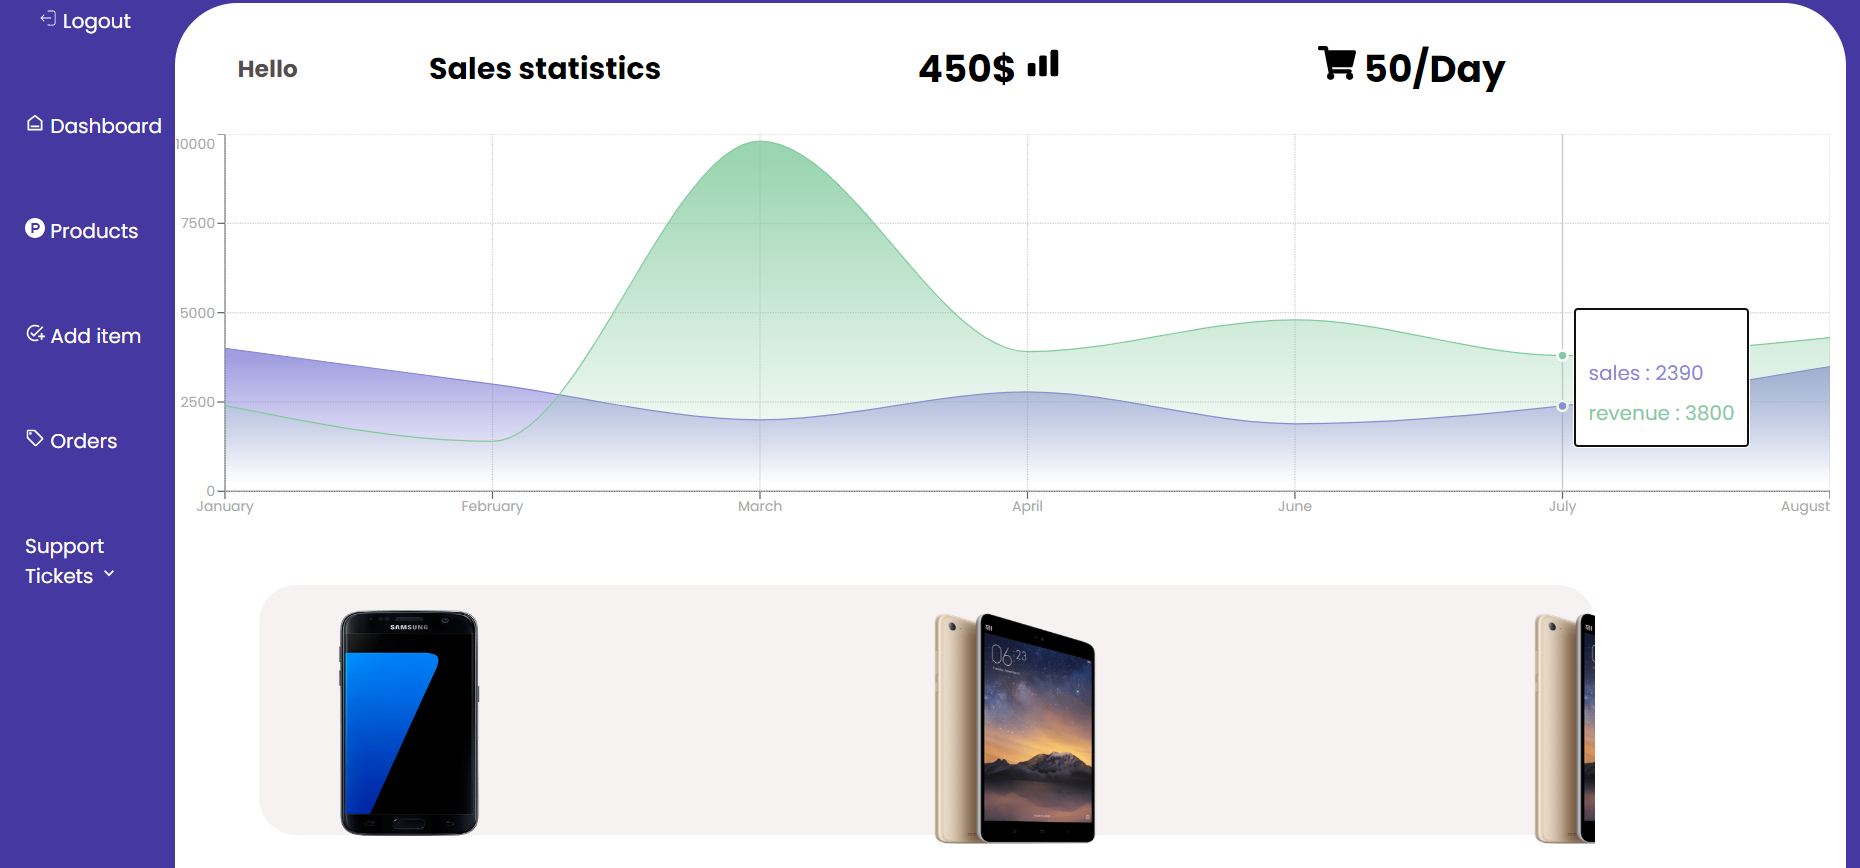 Logout
Dashboard
Products
Add item
Orders
Support
Tickets
Hello
Sales statistics
450$
50/Day
10000
7500
5000
2500
0
January
February
March
April
June
July
August
sales : 2390
revenue : 3800
SAMSUNG
06:23